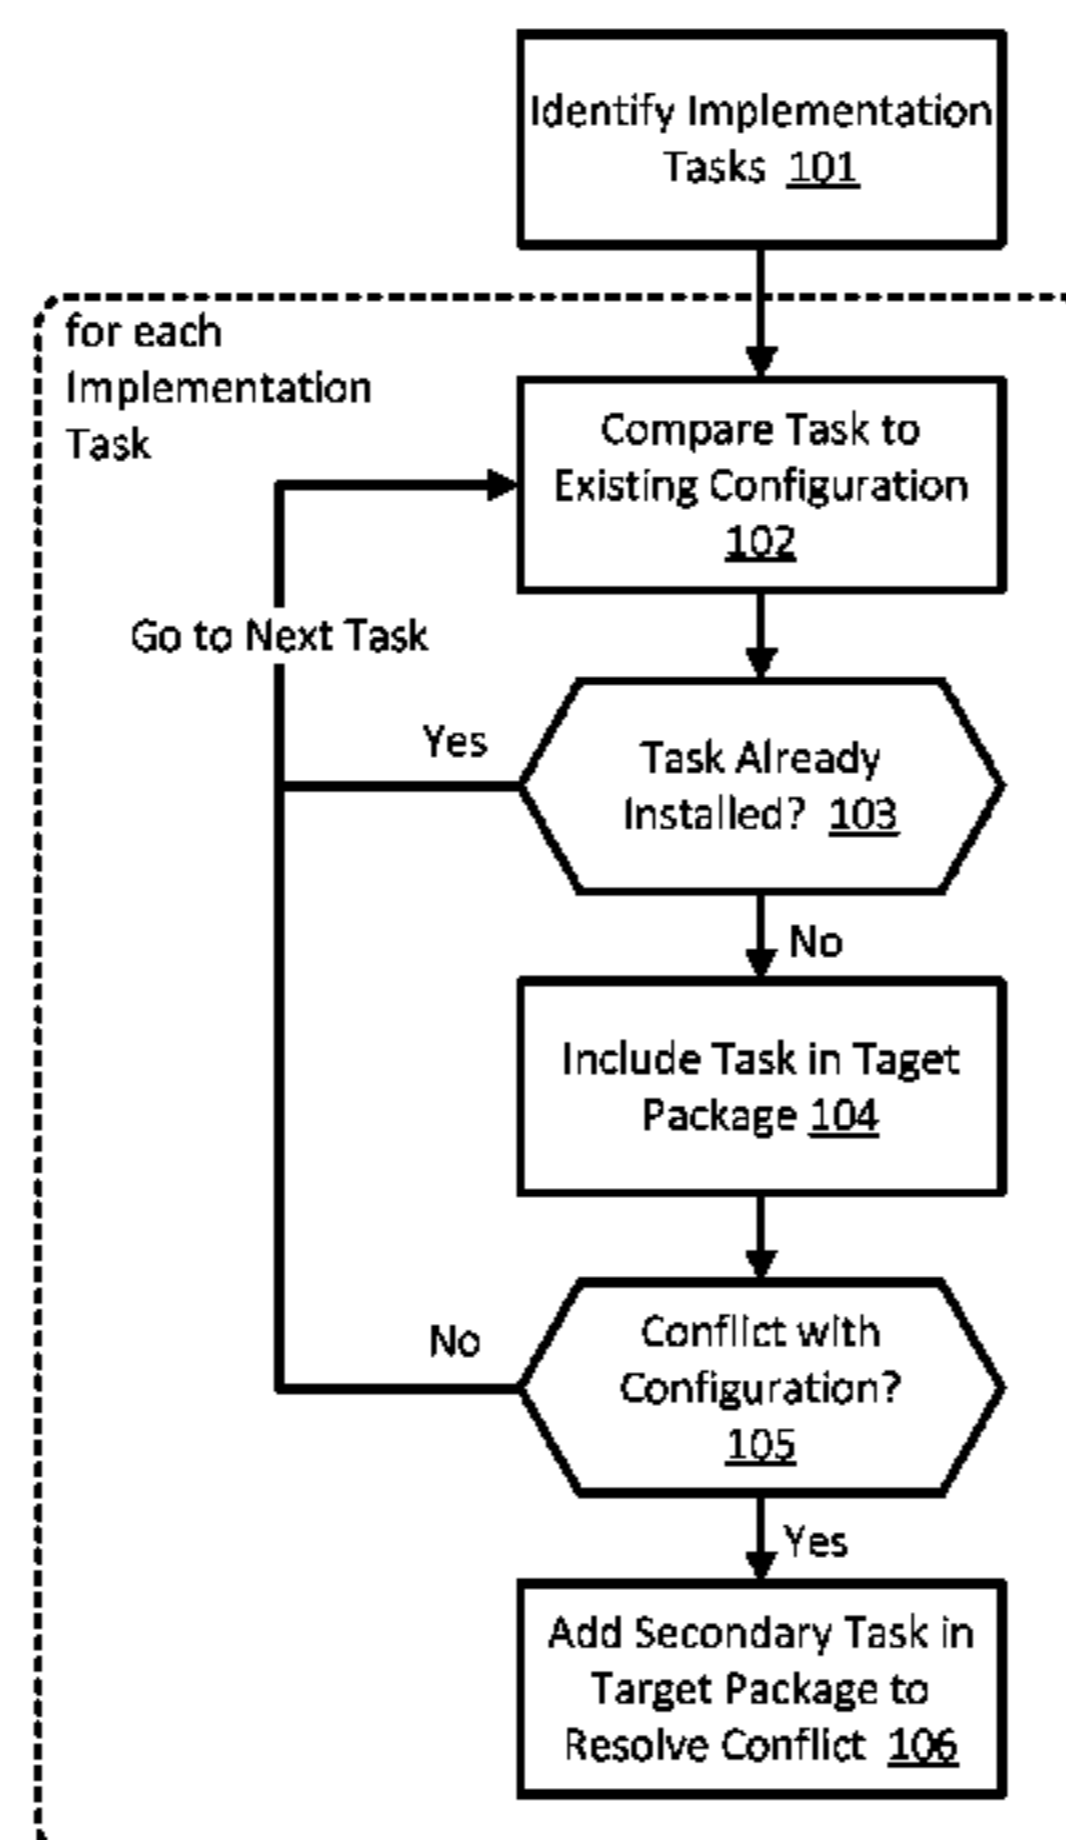 Identify Implementation
Tasks 101
for each
Implementation
Task
Compare Task to
Existing Configuration
102
Go to Next Task
Yes
Task Already
Installed? 103
No
Include Task in Taget
Package 104
No
Conflict with
Configuration?
105
Yes
Add Secondary Task in
Target Package to
Resolve Conflict 106